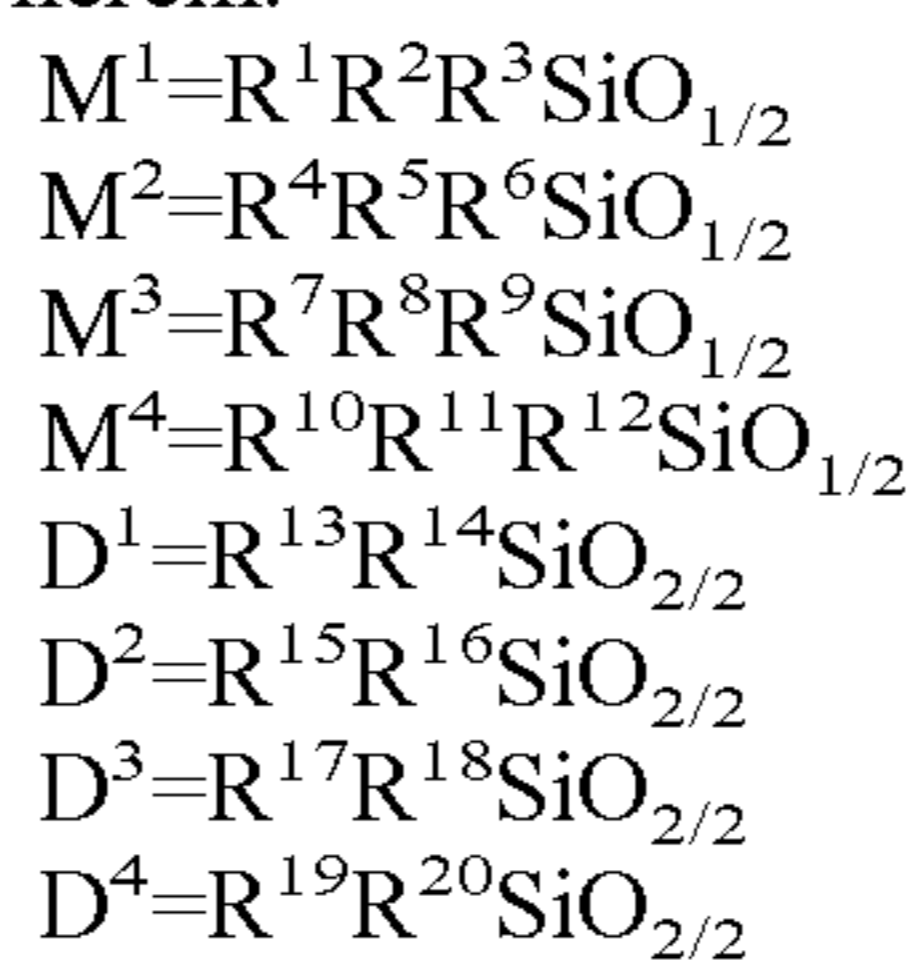 M¹=R¹R²R³SiO₁/₂
M²=R⁴R⁵R⁶SiO₁/₂
M³=R⁷R⁸R⁹SiO₁/₂
M⁴=R¹⁰R¹¹R¹²SiO₁/₂
D¹=R¹³R¹⁴SiO₂/₂
D²=R¹⁵R¹⁶SiO₂/₂
D³=R¹⁷R¹⁸SiO₂/₂
D⁴=R¹⁹R²⁰SiO₂/₂